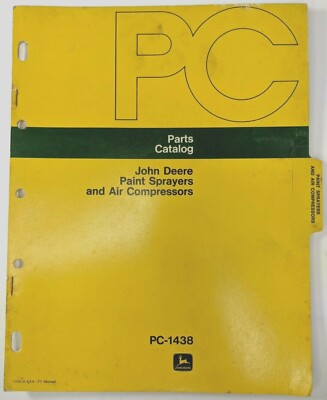 PC
Parts
Catalog
John Deere
Paint Sprayers
and Air Compressors
PAINT SPRAYERS
AND AIR COMPRESSORS
PC-1438
JOHN DEERE